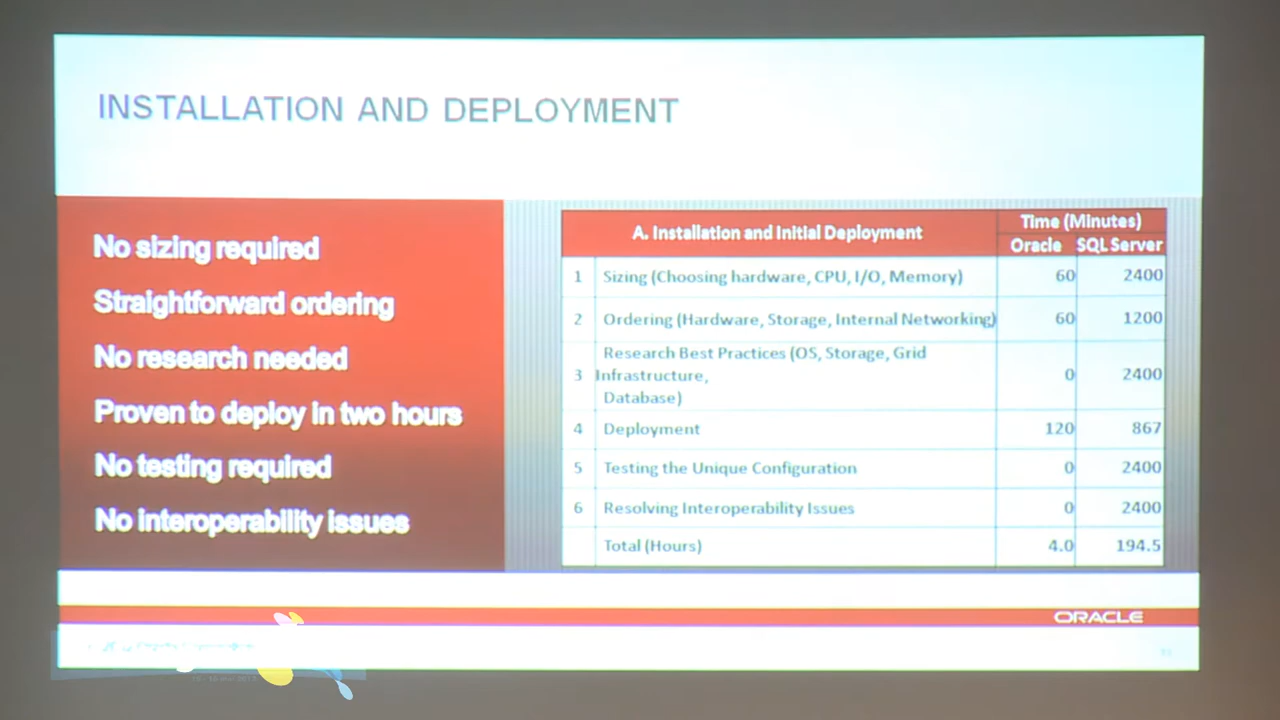 INSTALLATION AND DEPLOYMENT
No sizing required
Straightforward ordering
No research needed
Proven to deploy in two hours
No testing required
No interoperability issues
A. Installation and Initial Deployment Time (Minutes)
Oracle SQL Server
1 Sizing (Choosing hardware, CPU, I/O, Memory) 60 2400
2 Ordering (Hardware, Storage, Internal Networking) 60 1200
3 Research Best Practices (OS, Storage, Grid
Infrastructure,
Database) 0 2400
4 Deployment 120 867
5 Testing the Unique Configuration 0 2400
6 Resolving Interoperability Issues 0 2400
Total (Hours) 4.0 194.5
ORACLE